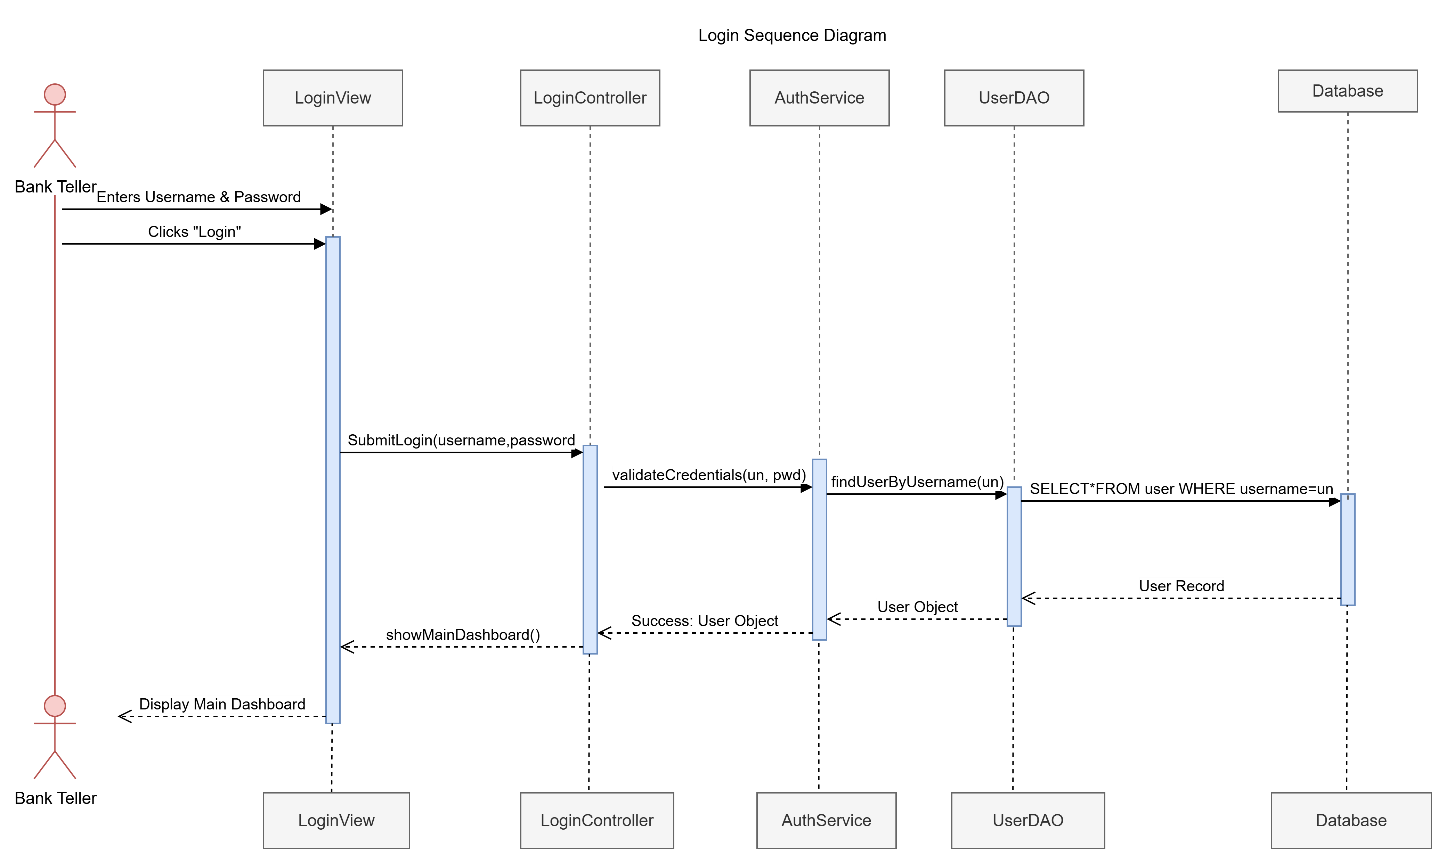 Login Sequence Diagram
LoginView
LoginController
AuthService
UserDAO
Database
Bank Teller
Enters Username & Password
Clicks "Login"
SubmitLogin(username,password
validateCredentials(un, pwd)
findUserByUsername(un)
SELECT*FROM user WHERE username=un
User Record
User Object
Success: User Object
showMainDashboard()
Display Main Dashboard
Bank Teller
LoginView
LoginController
AuthService
UserDAO
Database